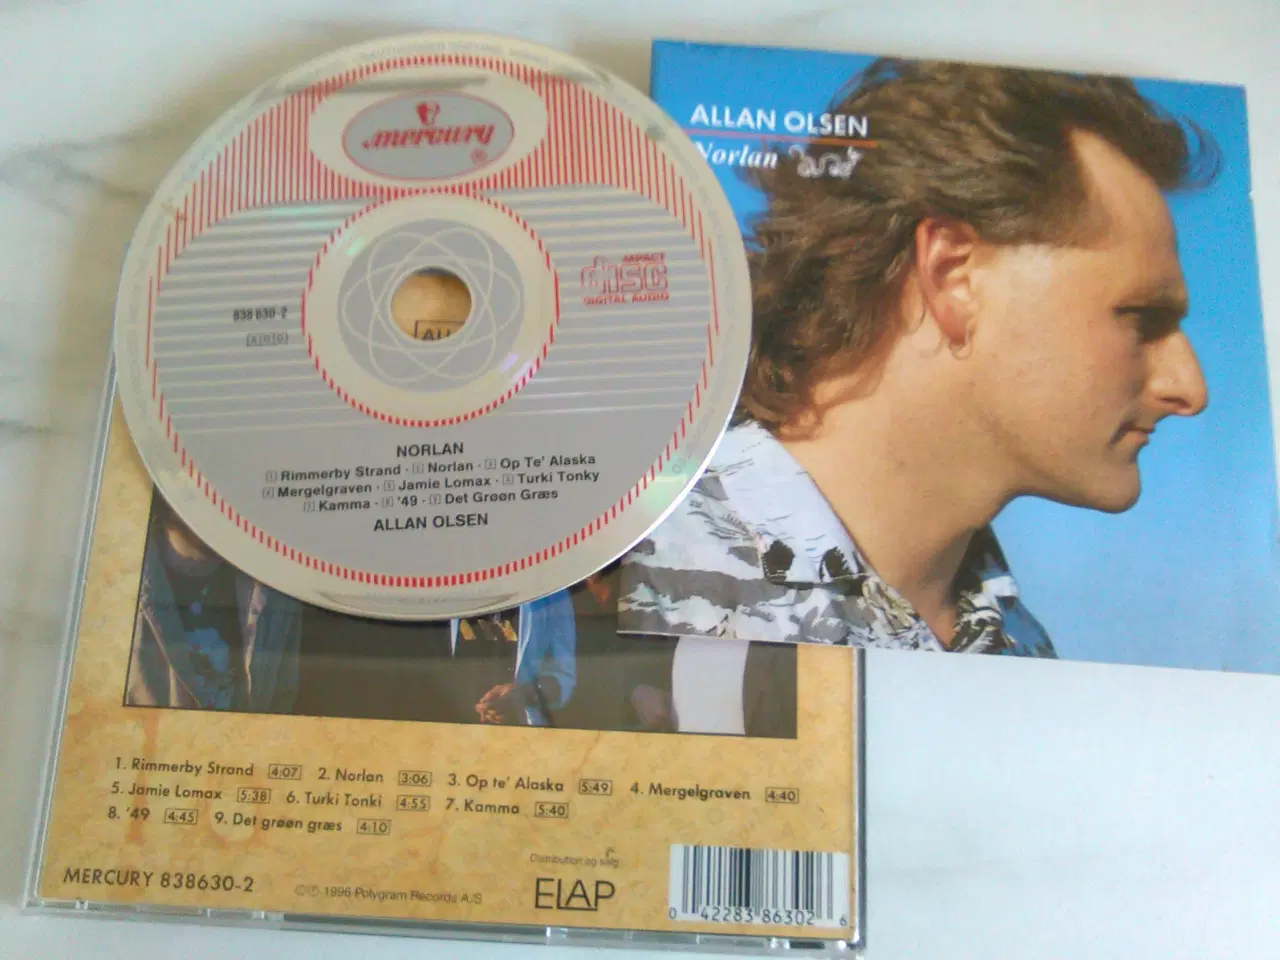 mercury
®
COMPACT
disc
DIGITAL AUDIO
838 630-2
NORLAN
1 Rimmerby Strand · 2 Norlan · 3 Op Te' Alaska
4 Mergelgraven · 5 Jamie Lomax · 6 Turki Tonky
7 Kamma · 8 '49 · 9 Det Grøøn Græs
ALLAN OLSEN
ALLAN OLSEN
Norlan
1. Rimmerby Strand 4:07 2. Norlan 3:06 3. Op te' Alaska 5:49 4. Mergelgraven 4:40
5. Jamie Lomax 5:38 6. Turki Tonki 4:55 7. Kamma 5:40
8. '49 4:45 9. Det grøøn græs 4:10
MERCURY 838630-2
©℗ 1996 Polygram Records A/S
Distribution og salg
ELAP
0 42283 86302 6